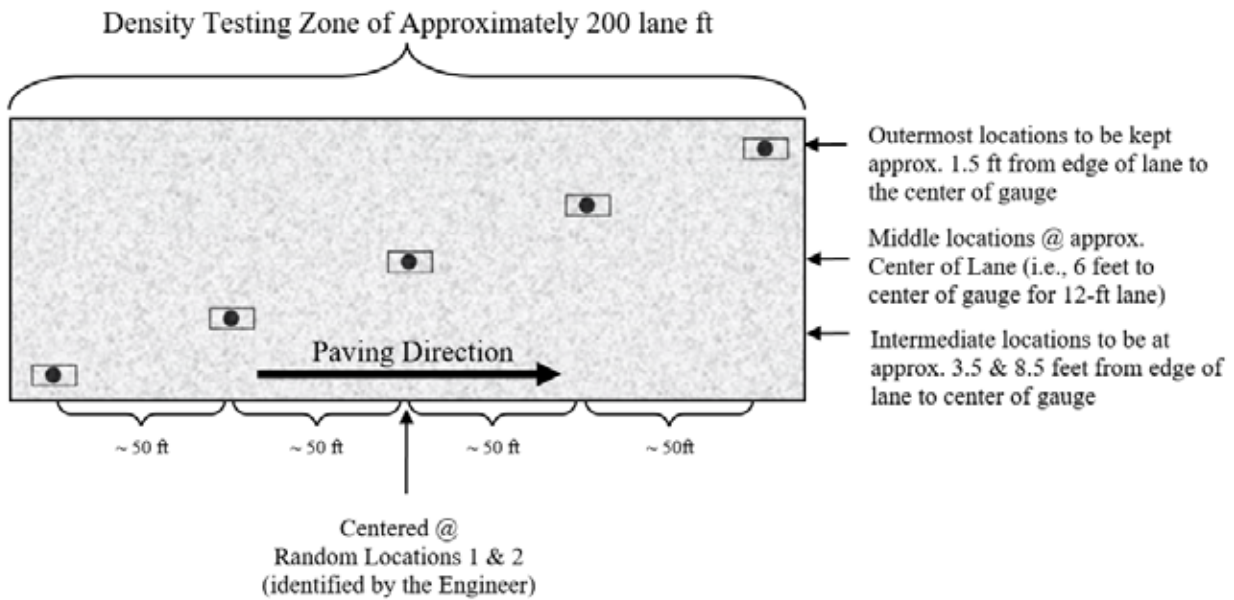 Density Testing Zone of Approximately 200 lane ft
Outermost locations to be kept
approx. 1.5 ft from edge of lane to
the center of gauge
Middle locations @ approx.
Center of Lane (i.e., 6 feet to
center of gauge for 12-ft lane)
Intermediate locations to be at
approx. 3.5 & 8.5 feet from edge of
lane to center of gauge
Paving Direction
~ 50 ft
~ 50 ft
~ 50 ft
~ 50ft
Centered @
Random Locations 1 & 2
(identified by the Engineer)